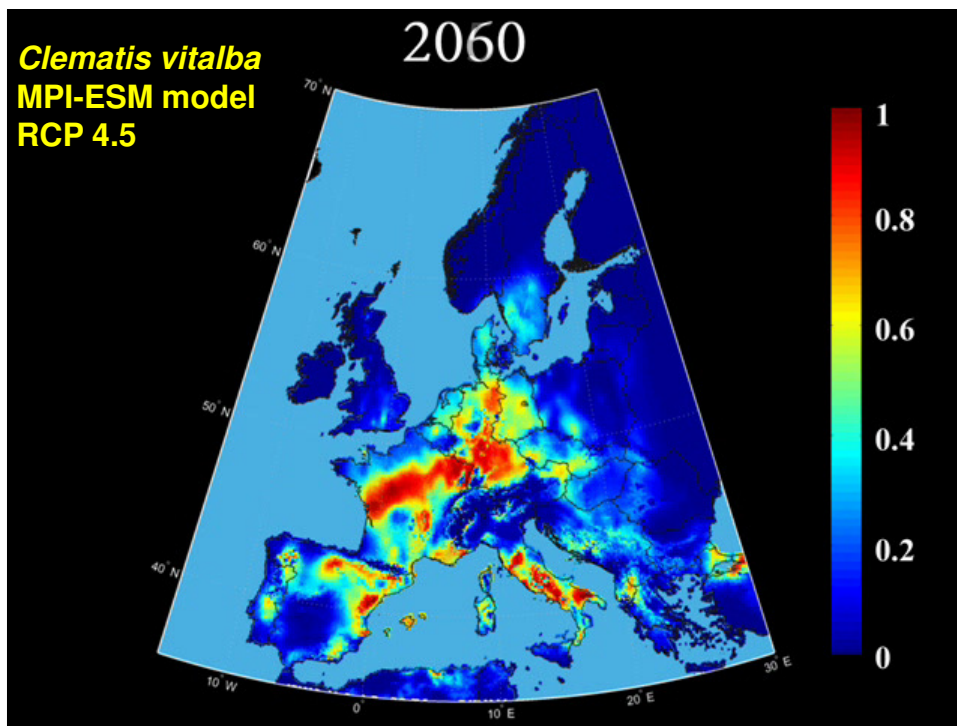 Clematis vitalba
MPI-ESM model
RCP 4.5
2060
70° N
60° N
50° N
40° N
10° W
0°
10° E
20° E
30° E
1
0.8
0.6
0.4
0.2
0